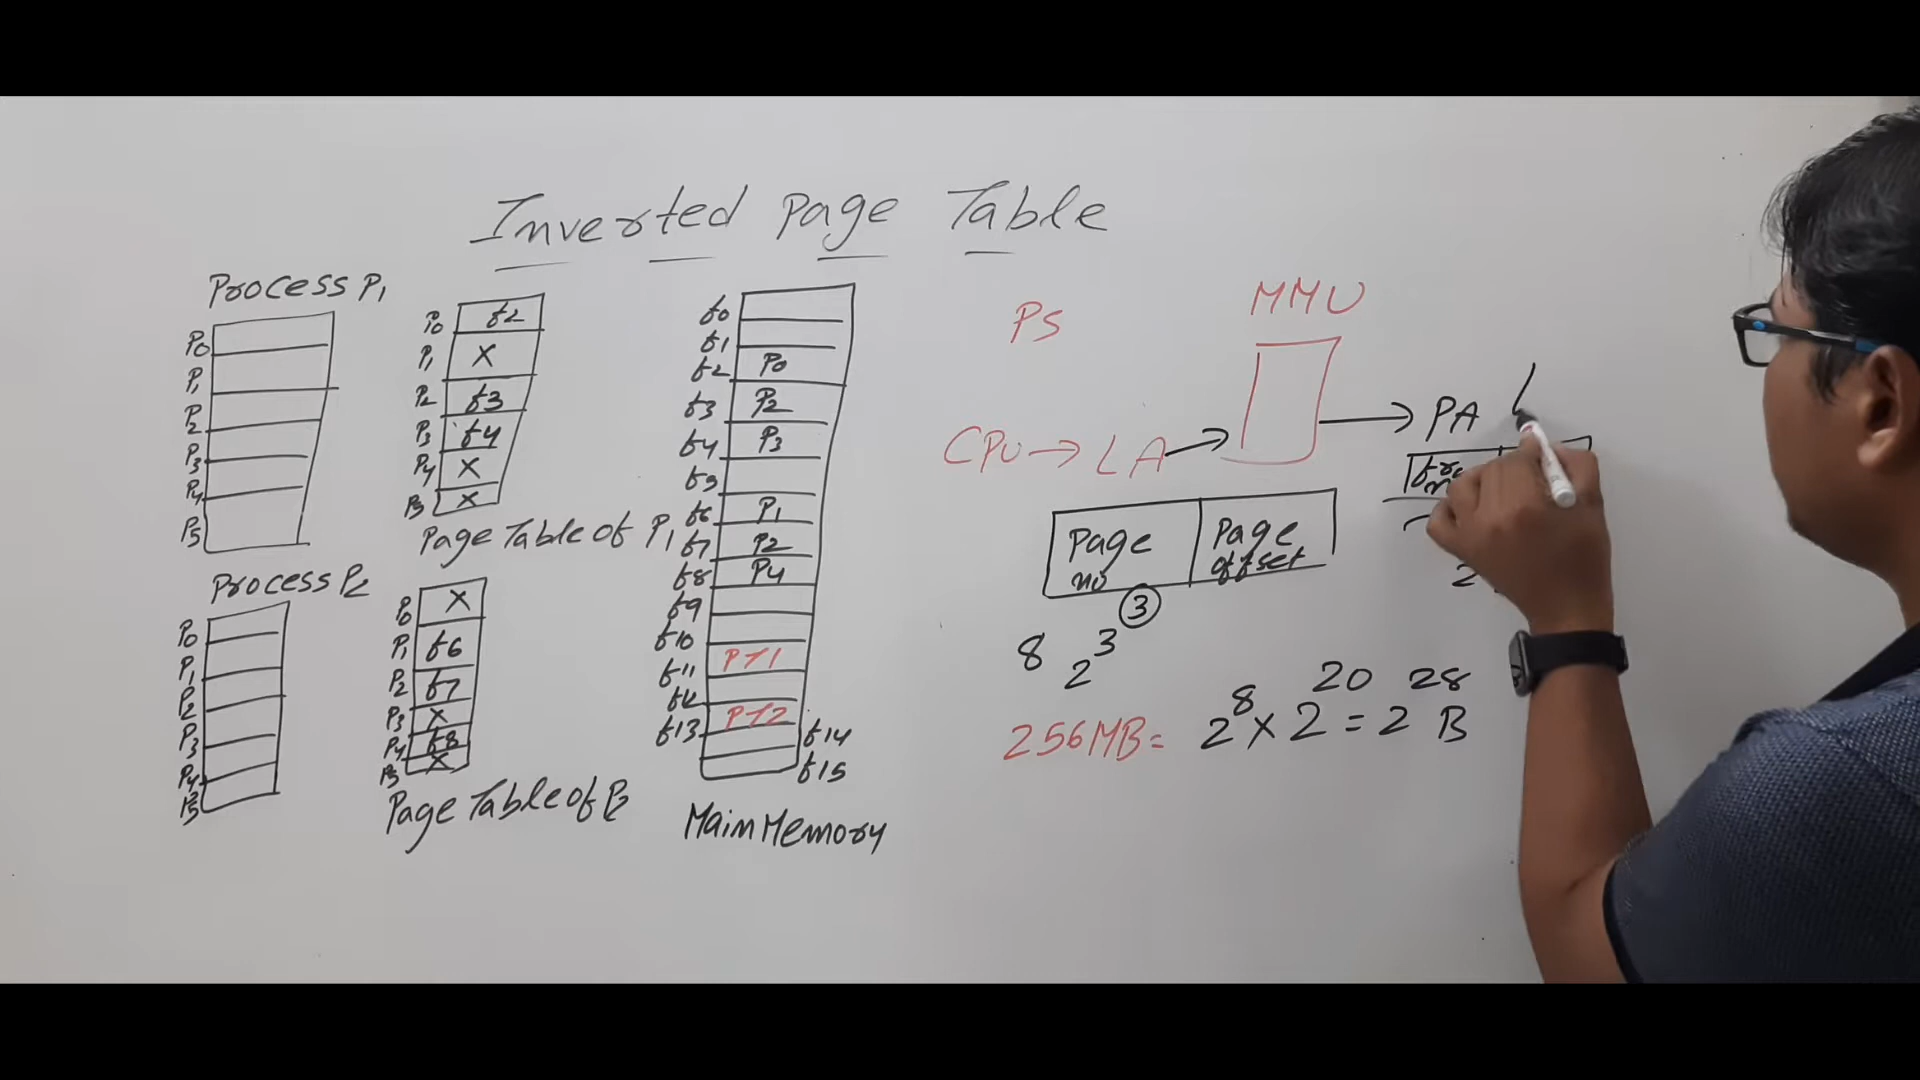 Inverted Page Table
Process P1
P0
P1
P2
P3
P4
P5
P0 f2
P1 X
P2 f3
P3 f4
P4 X
P5 X
Page Table of P1
Process P2
P0
P1
P2
P3
P4
P5
P0 X
P1 f6
P2 f7
P3 X
P4 f8
P5 X
Page Table of P2
f0
f1
f2 P0
f3 P2
f4 P3
f5
f6 P1
f7 P2
f8 P4
f9
f10
f11 PT1
f12
f13 PT2
f14
f15
Main Memory
PS
MMU
CPU → LA → → PA
Page no
Page offset
3
8 2^3
256MB = 2^8 x 2^20 = 2^28 B